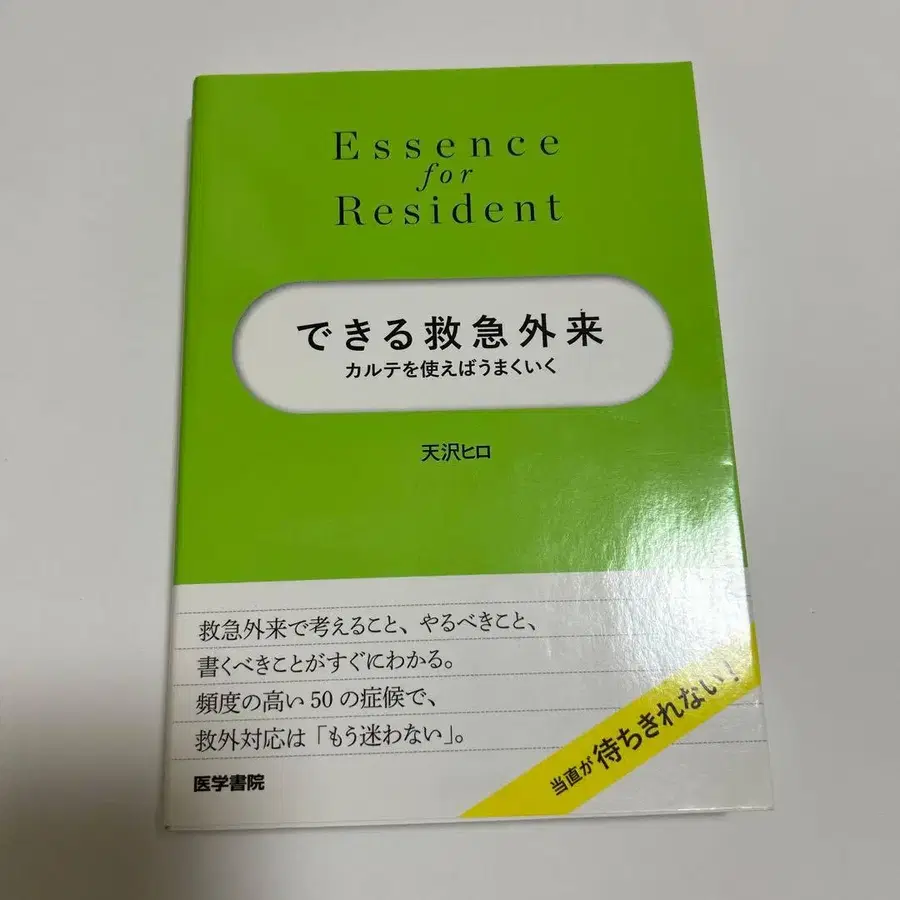 Essence
for
Resident
できる救急外来
カルテを使えばうまくいく
天沢ヒロ
救急外来で考えること、やるべきこと、
書くべきことがすぐにわかる。
頻度の高い 50 の症候で、
救外対応は「もう迷わない」。
当直が待ちきれない!
医学書院